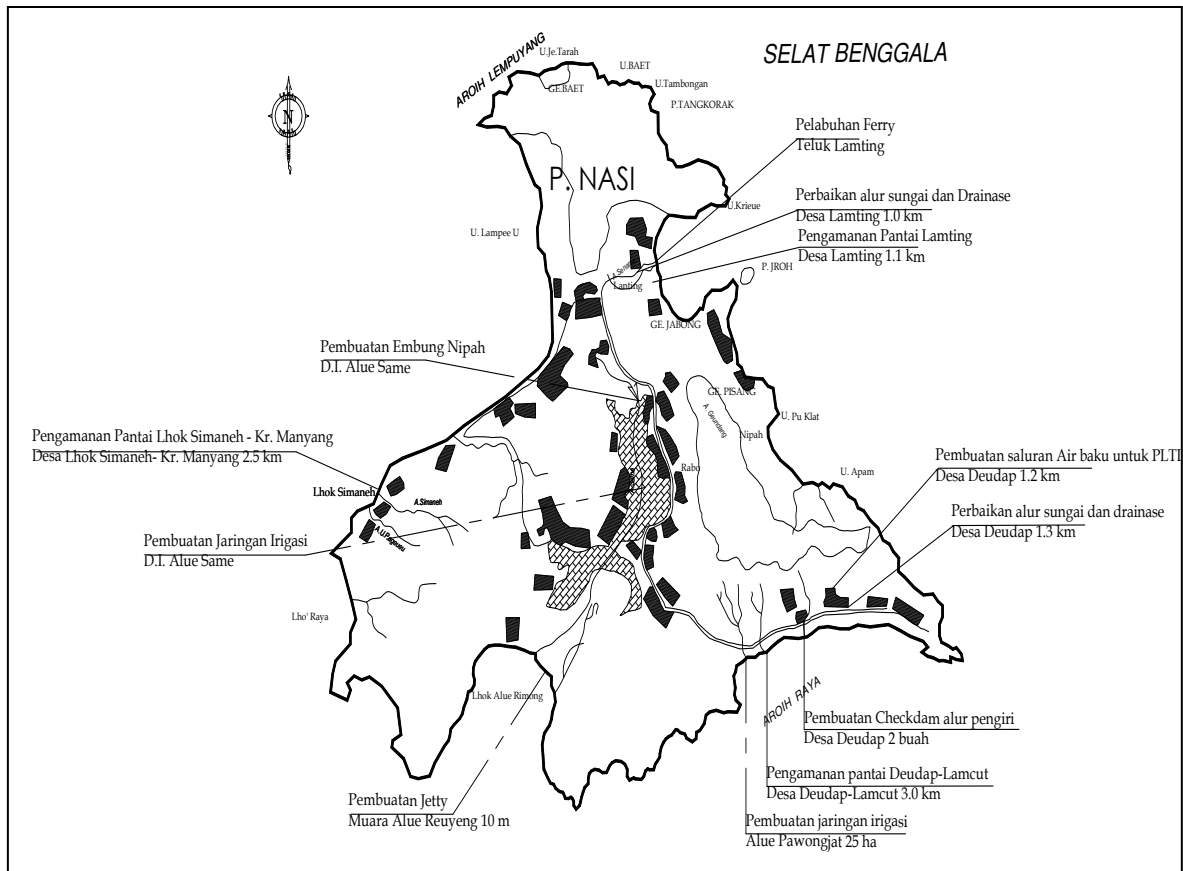 SELAT BENGGALA
AROIH LEMPUYANG
U.Je.Tarah
U.BAET
GE.BAET
U.Tambongan
P.TANGKORAK
N
Pelabuhan Ferry
Teluk Lamting
P. NASI
Perbaikan alur sungai dan Drainase
Desa Lamting 1.0 km
U.Krieue
U. Lampee U
Pengamanan Pantai Lamting
Desa Lamting 1.1 km
P. JROH
Lanting
GE. JABONG
Pembuatan Embung Nipah
D.I. Alue Same
GE. PISANG
A. Geundang
U. Pu Klat
Nipah
Pengamanan Pantai Lhok Simaneh - Kr. Manyang
Desa Lhok Simaneh- Kr. Manyang 2.5 km
Rabo
U. Apam
Pembuatan saluran Air baku untuk PLTD
Desa Deudap 1.2 km
Lhok Simaneh
A.Simaneh
Perbaikan alur sungai dan drainase
Desa Deudap 1.3 km
Pembuatan Jaringan Irigasi
D.I. Alue Same
Lho' Raya
Lhok Alue Rimong
AROIH RAYA
Pembuatan Checkdam alur pengiri
Desa Deudap 2 buah
Pengamanan pantai Deudap-Lamcut
Desa Deudap-Lamcut 3.0 km
Pembuatan Jetty
Muara Alue Reuyeng 10 m
Pembuatan jaringan irigasi
Alue Pawongjat 25 ha